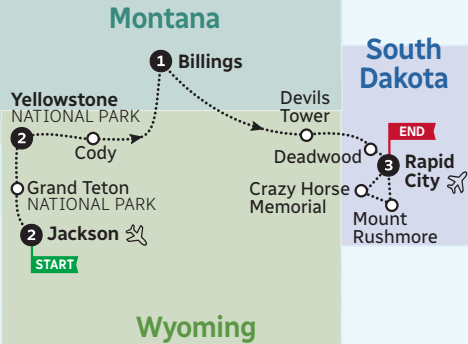 Montana
1 Billings
South
Dakota
Yellowstone
NATIONAL PARK
2
Cody
Devils
Tower
END
Deadwood
3 Rapid
City
Grand Teton
NATIONAL PARK
Crazy Horse
Memorial
Mount
Rushmore
2 Jackson
START
Wyoming